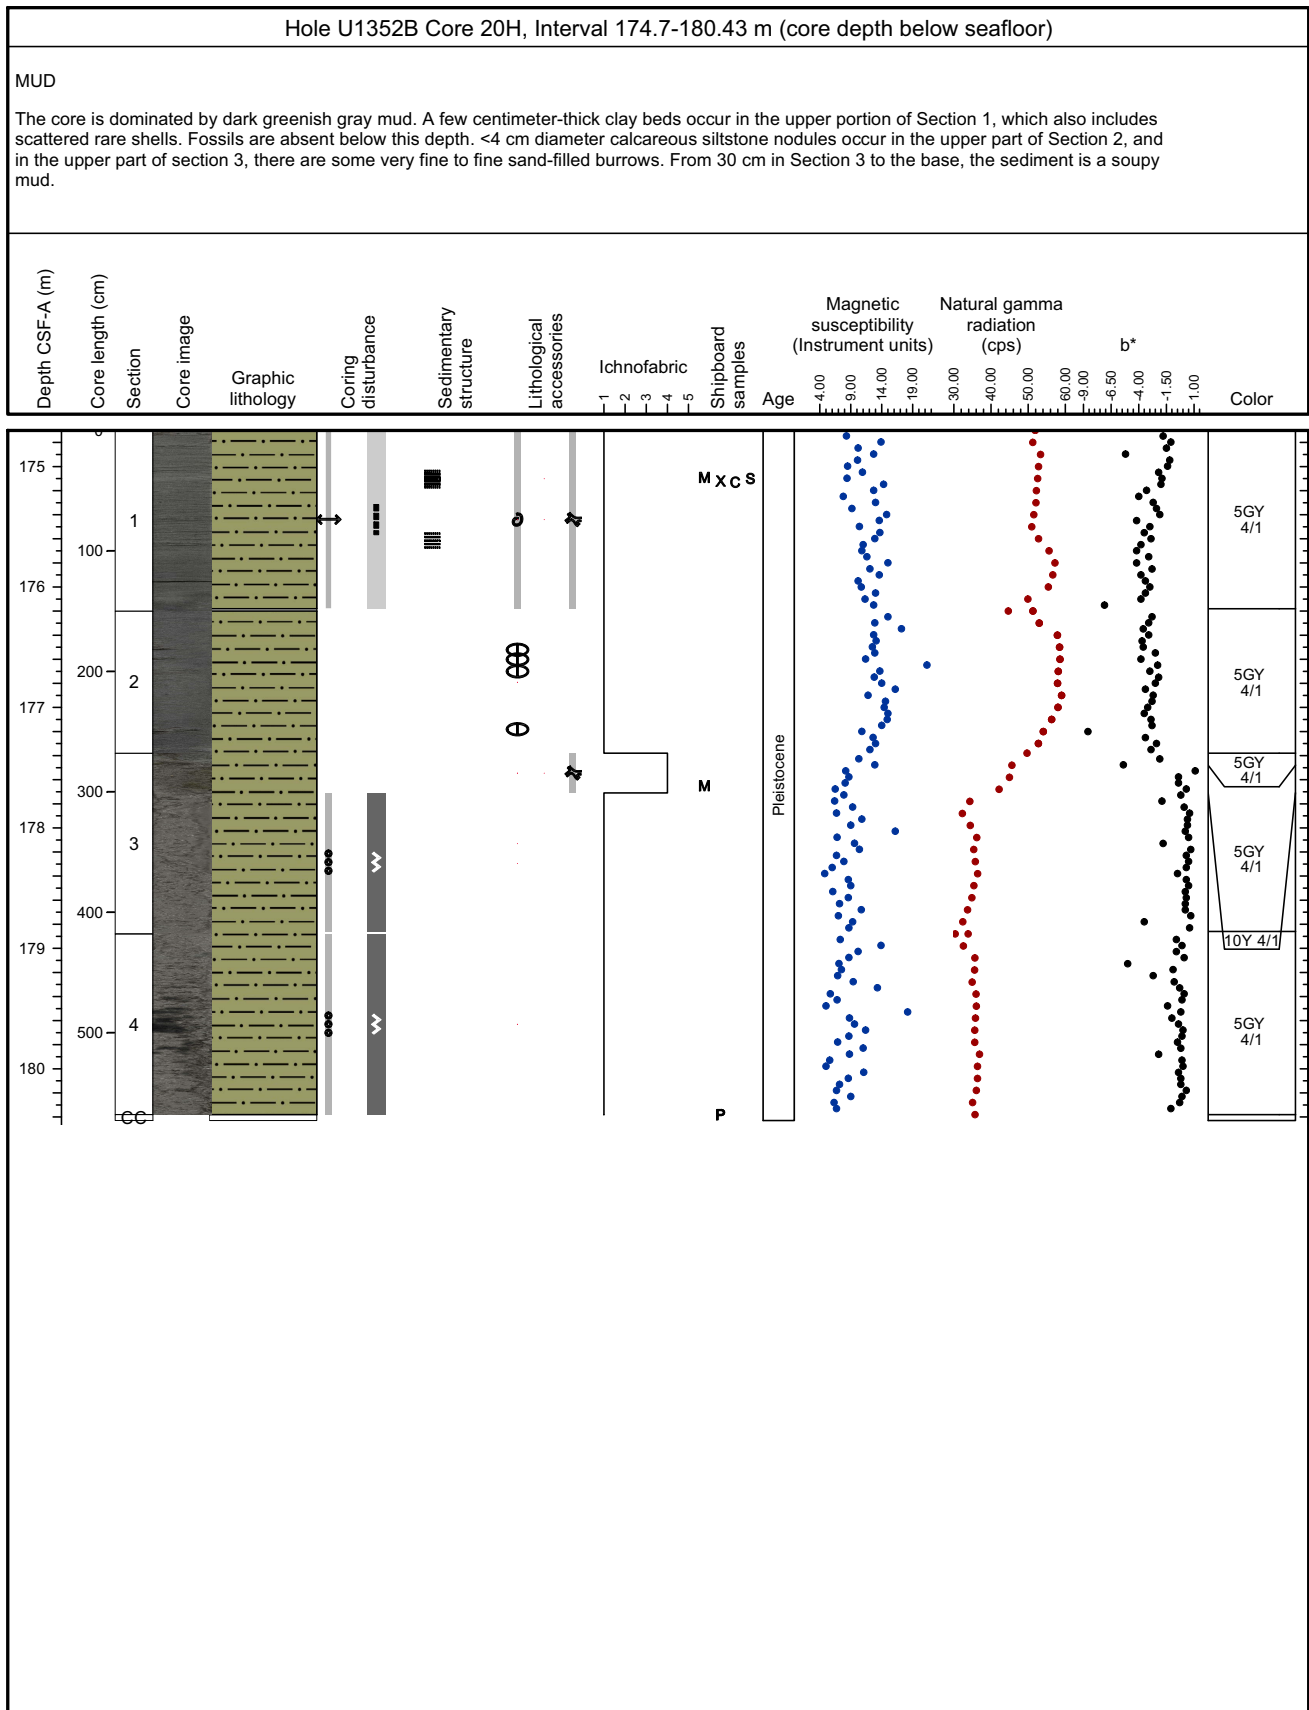 Hole U1352B Core 20H, Interval 174.7-180.43 m (core depth below seafloor)
MUD
The core is dominated by dark greenish gray mud. A few centimeter-thick clay beds occur in the upper portion of Section 1, which also includes
scattered rare shells. Fossils are absent below this depth. <4 cm diameter calcareous siltstone nodules occur in the upper part of Section 2, and
in the upper part of section 3, there are some very fine to fine sand-filled burrows. From 30 cm in Section 3 to the base, the sediment is a soupy
mud.
Depth CSF-A (m)
Core length (cm)
Section
Core image
Graphic
lithology
Coring
disturbance
Sedimentary
structure
Lithological
accessories
Ichnofabric
1 2 3 4 5
Shipboard
samples
Age
Magnetic
susceptibility
(Instrument units)
4.00 9.00 14.00 19.00
Natural gamma
radiation
(cps)
30.00 40.00 50.00 60.00
b*
-9.00 -6.50 -4.00 -1.50 1.00
Color
0
175
M X C S
1
5GY
4/1
100
176
200
2
5GY
4/1
177
Pleistocene
5GY
4/1
M
300
178
3
5GY
4/1
400
10Y 4/1
179
4
5GY
4/1
500
180
CC
P